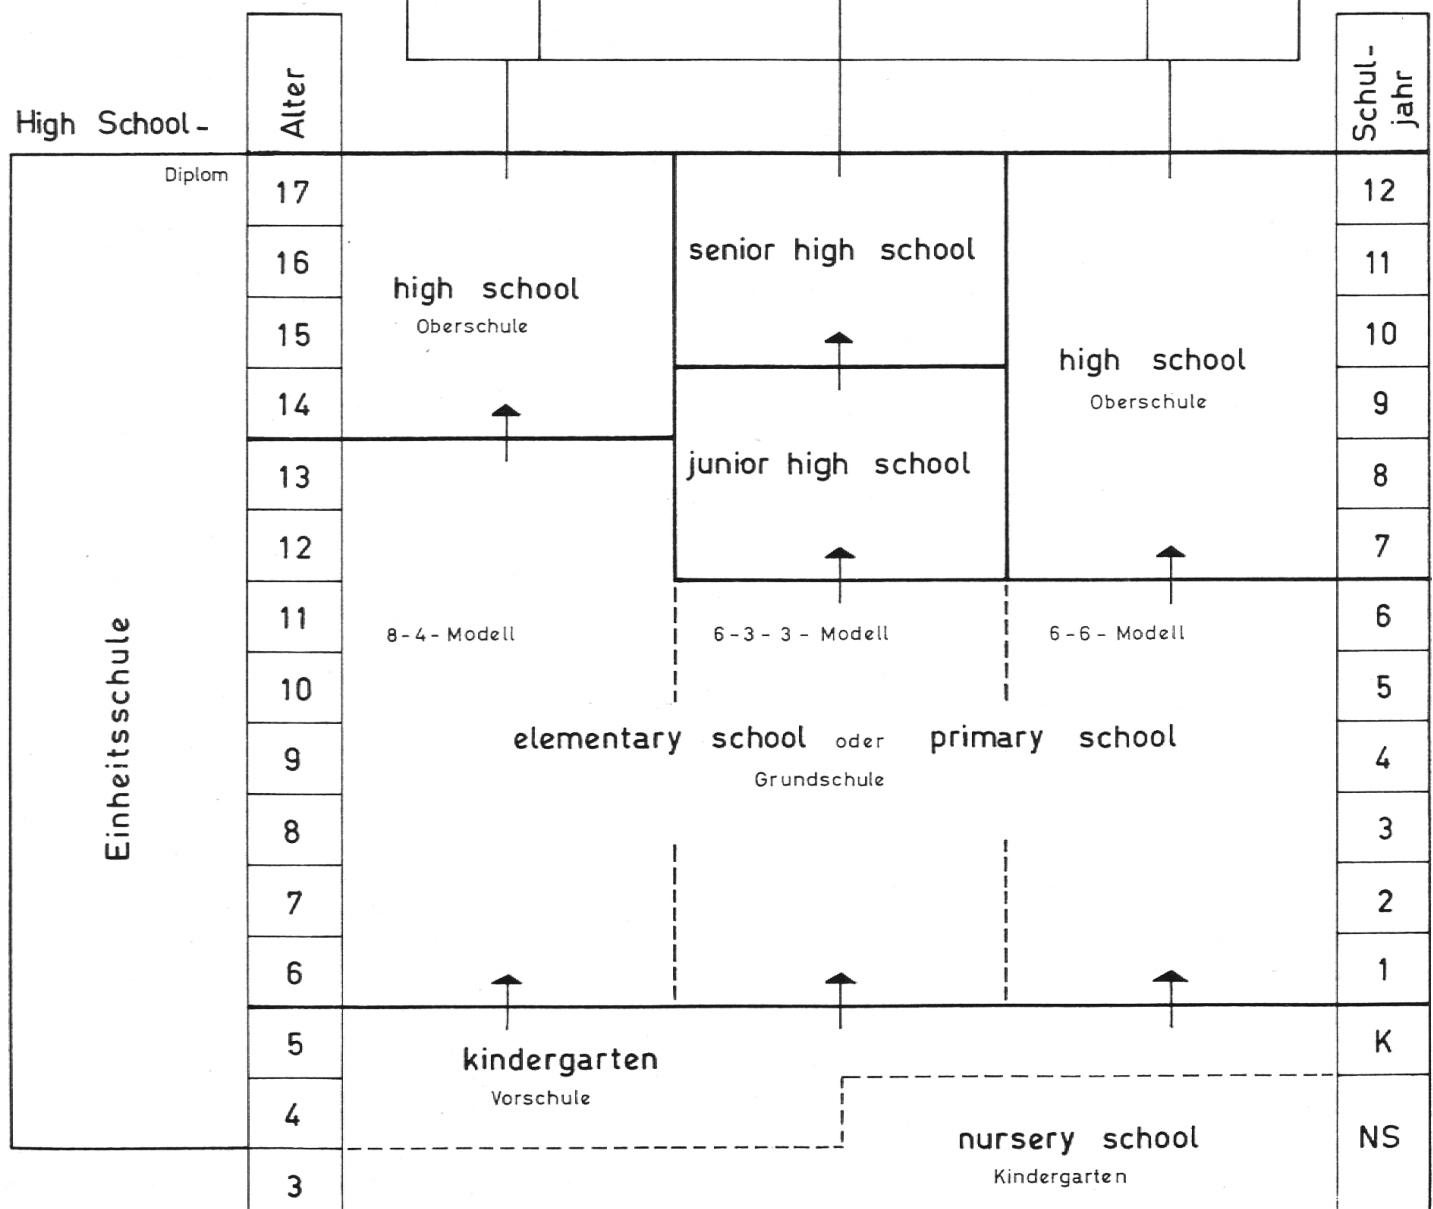 High School-
Diplom
Einheitsschule
Alter
17
16
15
14
13
12
11
10
9
8
7
6
5
4
3
high school
Oberschule
senior high school
junior high school
high school
Oberschule
8-4-Modell
6-3-3-Modell
6-6-Modell
elementary school oder primary school
Grundschule
kindergarten
Vorschule
nursery school
Kindergarten
Schul-
jahr
12
11
10
9
8
7
6
5
4
3
2
1
K
NS